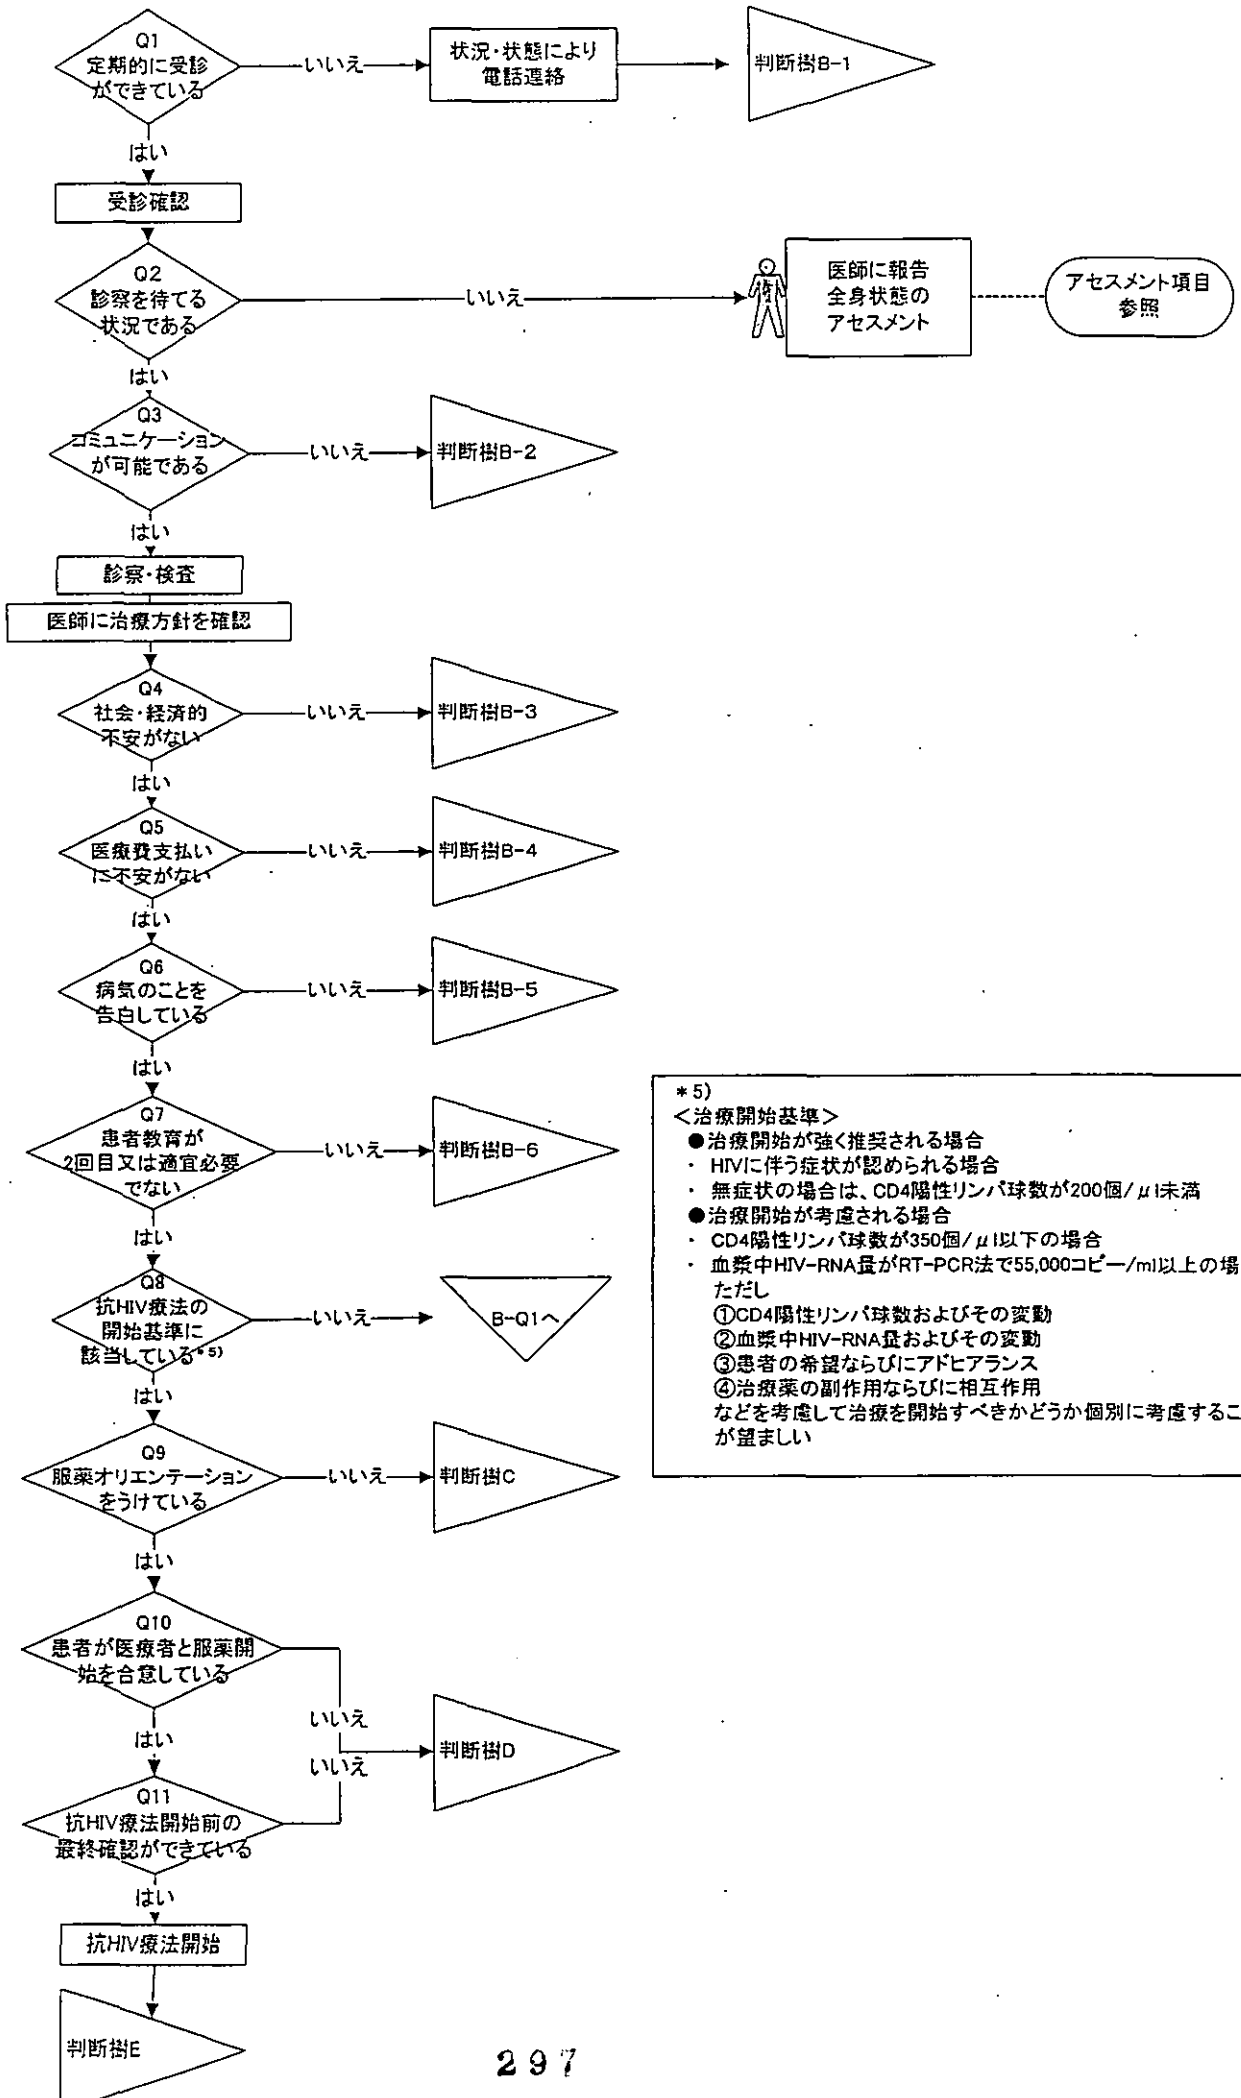 Q1
定期的に受診
ができている
いいえ
状況・状態により
電話連絡
判断樹B-1
はい
受診確認
Q2
診察を待てる
状況である
いいえ
医師に報告
全身状態の
アセスメント
アセスメント項目
参照
はい
Q3
コミュニケーション
が可能である
いいえ
判断樹B-2
はい
診察・検査
医師に治療方針を確認
Q4
社会・経済的
不安がない
いいえ
判断樹B-3
はい
Q5
医療費支払い
に不安がない
いいえ
判断樹B-4
はい
Q6
病気のことを
告白している
いいえ
判断樹B-5
はい
Q7
患者教育が
2回目又は適宜必要
でない
いいえ
判断樹B-6
はい
Q8
抗HIV療法の
開始基準に
該当している*5)
いいえ
B-Q1へ
はい
Q9
服薬オリエンテーション
をうけている
いいえ
判断樹C
はい
Q10
患者が医療者と服薬開
始を合意している
いいえ
はい
いいえ
判断樹D
Q11
抗HIV療法開始前の
最終確認ができている
はい
抗HIV療法開始
判断樹E
*5)
<治療開始基準>
●治療開始が強く推奨される場合
・ HIVに伴う症状が認められる場合
・ 無症状の場合は、CD4陽性リンパ球数が200個/μl未満
●治療開始が考慮される場合
・ CD4陽性リンパ球数が350個/μl以下の場合
・ 血漿中HIV-RNA量がRT-PCR法で55,000コピー/ml以上の場
ただし
①CD4陽性リンパ球数およびその変動
②血漿中HIV-RNA量およびその変動
③患者の希望ならびにアドヒアランス
④治療薬の副作用ならびに相互作用
などを考慮して治療を開始すべきかどうか個別に考慮するこ
が望ましい
297